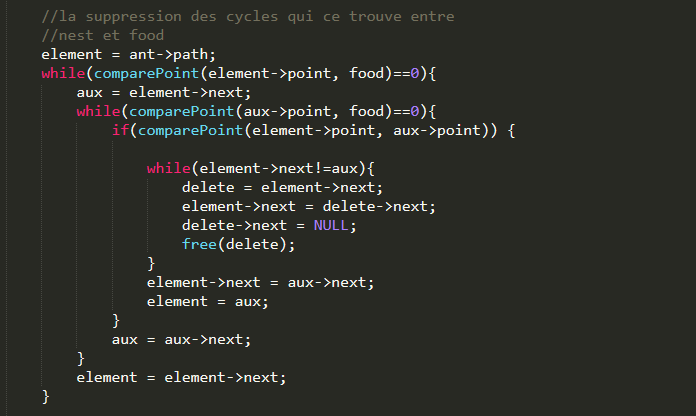 //la suppression des cycles qui ce trouve entre
//nest et food
element = ant->path;
while(comparePoint(element->point, food)==0){
aux = element->next;
while(comparePoint(aux->point, food)==0){
if(comparePoint(element->point, aux->point)) {
while(element->next!=aux){
delete = element->next;
element->next = delete->next;
delete->next = NULL;
free(delete);
}
element->next = aux->next;
element = aux;
}
aux = aux->next;
}
element = element->next;
}